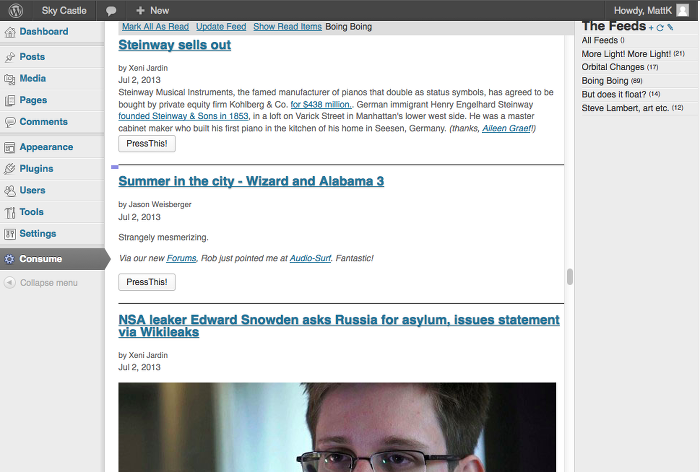 Sky Castle
+ New
Howdy, MattK
Dashboard
Posts
Media
Pages
Comments
Appearance
Plugins
Users
Tools
Settings
Consume
Collapse menu
Mark All As Read Update Feed Show Read Items Boing Boing
Steinway sells out
by Xeni Jardin
Jul 2, 2013
Steinway Musical Instruments, the famed manufacturer of pianos that double as status symbols, has agreed to be
bought by private equity firm Kohlberg & Co. for $438 million.. German immigrant Henry Engelhard Steinway
founded Steinway & Sons in 1853, in a loft on Varick Street in Manhattan's lower west side. He was a master
cabinet maker who built his first piano in the kitchen of his home in Seesen, Germany. (thanks, Aileen Graef!)
PressThis!
Summer in the city - Wizard and Alabama 3
by Jason Weisberger
Jul 2, 2013
Strangely mesmerizing.
Via our new Forums, Rob just pointed me at Audio-Surf. Fantastic!
PressThis!
NSA leaker Edward Snowden asks Russia for asylum, issues statement
via Wikileaks
by Xeni Jardin
Jul 2, 2013
The Feeds +
All Feeds ()
More Light! More Light! (21)
Orbital Changes (17)
Boing Boing (69)
But does it float? (14)
Steve Lambert, art etc. (12)